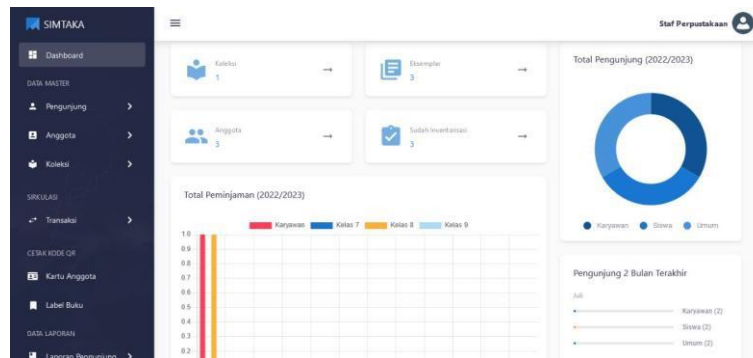 SIMTAKA
Staf Perpustakaan
Dashboard
DATA MASTER
Pengunjung
Anggota
Koleksi
SIRKULASI
Transaksi
CETAK KODE QR
Kartu Anggota
Label Buku
DATA LAPORAN
Laporan Pengunjung
Koleksi
1
Eksemplar
3
Anggota
3
Sudah Inventarisasi
3
Total Peminjaman (2022/2023)
Karyawan Kelas 7 Kelas 8 Kelas 9
1.0
0.9
0.8
0.7
0.6
0.5
0.4
0.3
0.2
Total Pengunjung (2022/2023)
Karyawan Siswa Umum
Pengunjung 2 Bulan Terakhir
Juli
Karyawan (2)
Siswa (2)
Umum (2)